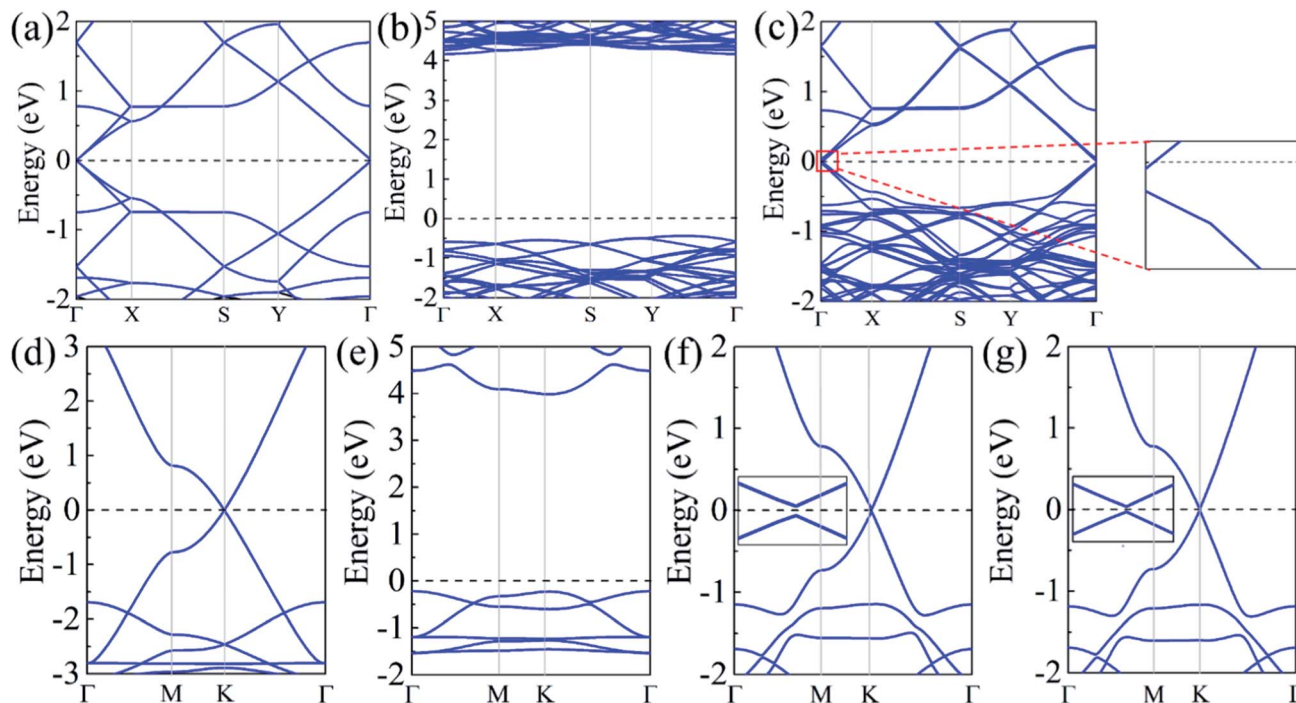 (a)
Energy (eV)
2
1
0
-1
-2
Γ X S Y Γ
(b)
Energy (eV)
5
4
3
2
1
0
-1
-2
Γ X S Y Γ
(c)
Energy (eV)
2
1
0
-1
-2
Γ X S Y Γ
(d)
Energy (eV)
3
2
1
0
-1
-2
-3
Γ M K Γ
(e)
Energy (eV)
5
4
3
2
1
0
-1
-2
Γ M K Γ
(f)
Energy (eV)
2
1
0
-1
-2
Γ M K Γ
(g)
Energy (eV)
2
1
0
-1
-2
Γ M K Γ